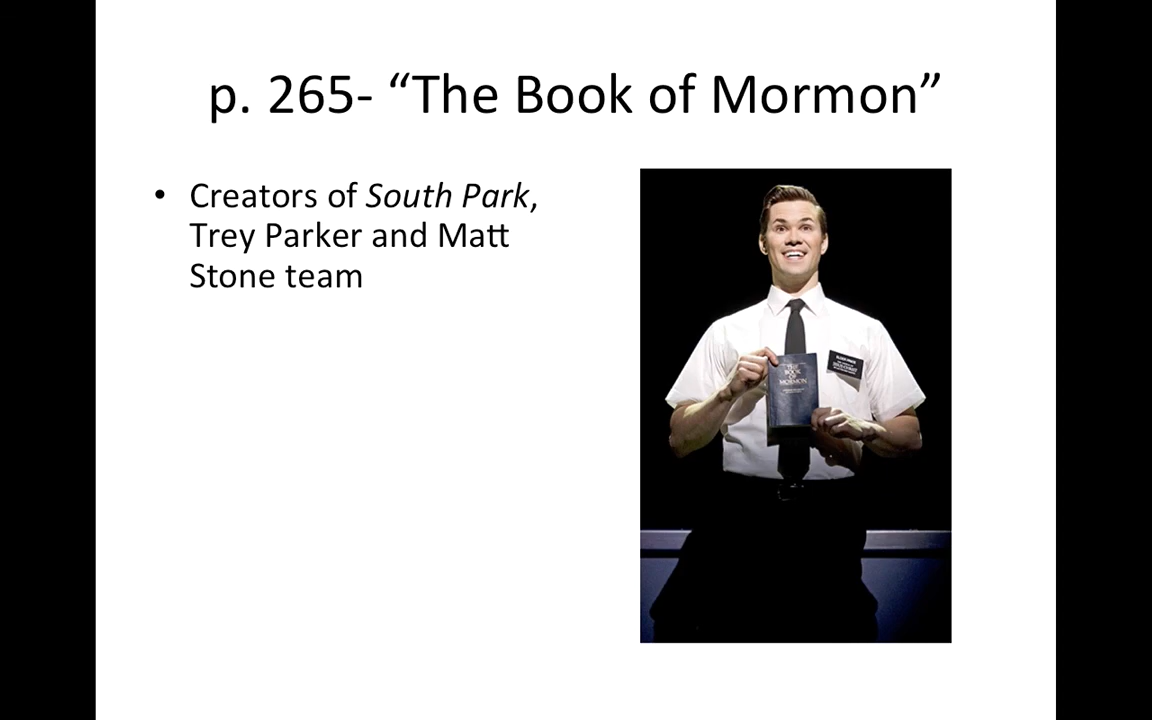 p. 265- “The Book of Mormon”
• Creators of South Park,
Trey Parker and Matt
Stone team
THE
BOOK
OF
MORMON